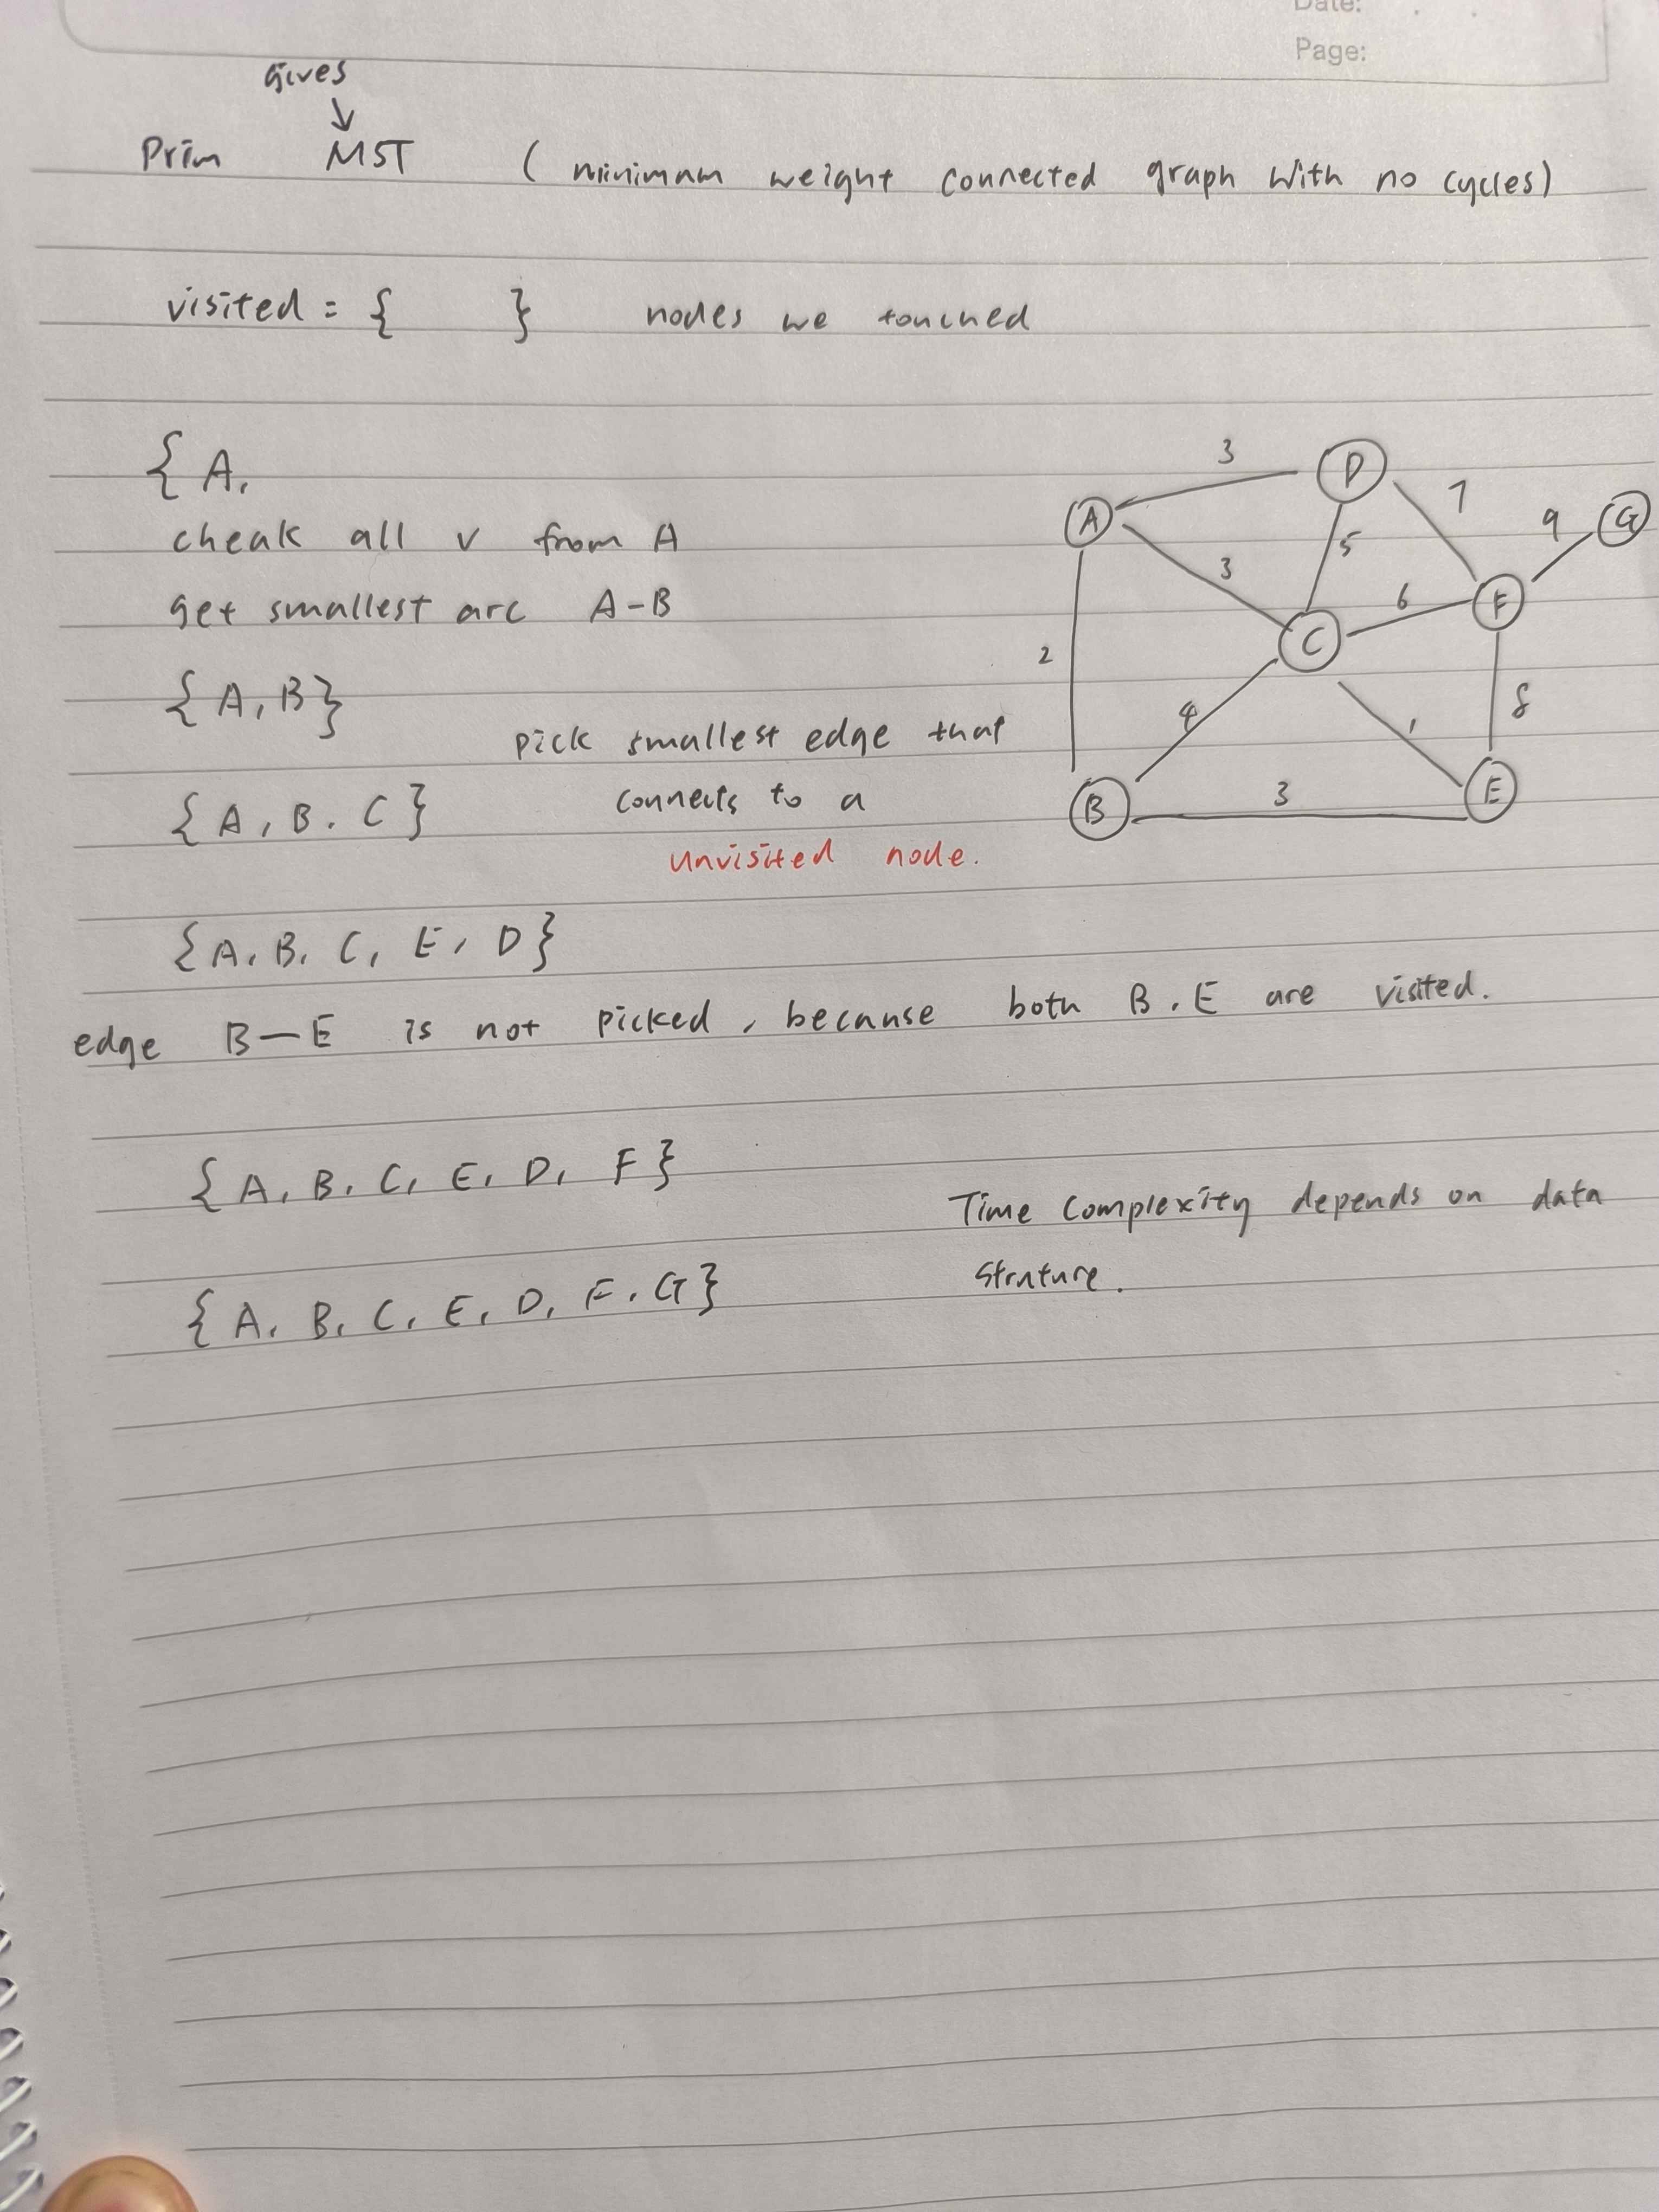 Date:
Page:
gives
↓
Prim MST ( minimum weight connected graph with no cycles)
visited = { } nodes we touched
{ A,
cheak all v from A
get smallest arc A-B
{ A, B }
pick smallest edge that
{ A, B. C }
connects to a
unvisited node.
{ A, B, C, E, D }
edge B—E is not picked, because both B, E are visited.
{ A, B, C, E, D, F }
{ A, B, C, E, D, F, G }
Time complexity depends on data
struture.
3
D
7
G
9
A
5
3
6
F
C
2
4
1
8
B
3
E